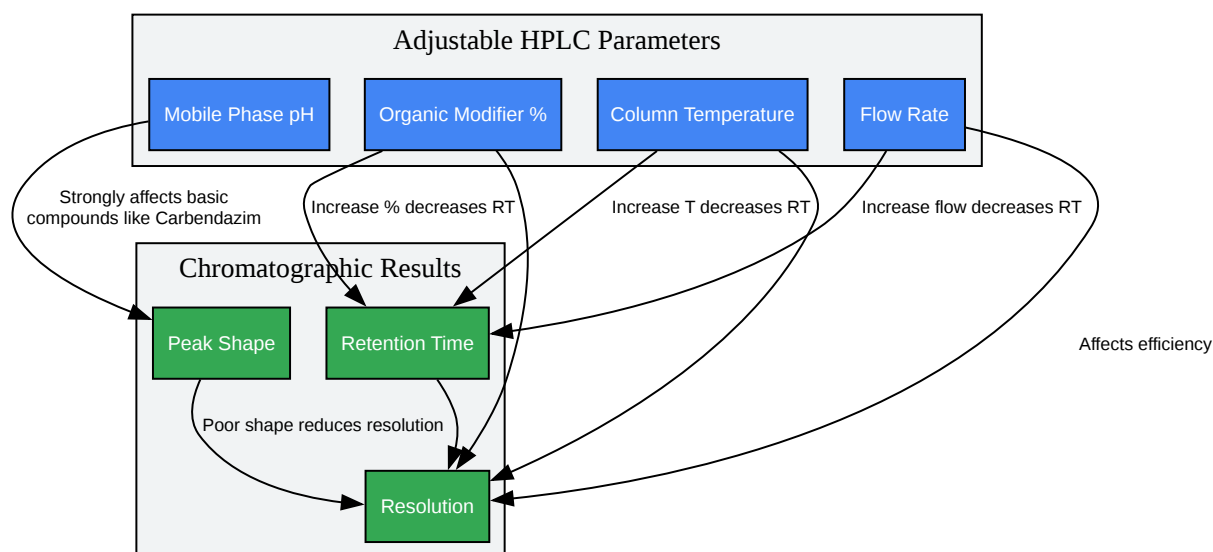 Adjustable HPLC Parameters
Mobile Phase pH
Organic Modifier %
Column Temperature
Flow Rate
Strongly affects basic
compounds like Carbendazim
Increase % decreases RT
Increase T decreases RT
Increase flow decreases RT
Chromatographic Results
Peak Shape
Retention Time
Affects efficiency
Poor shape reduces resolution
Resolution